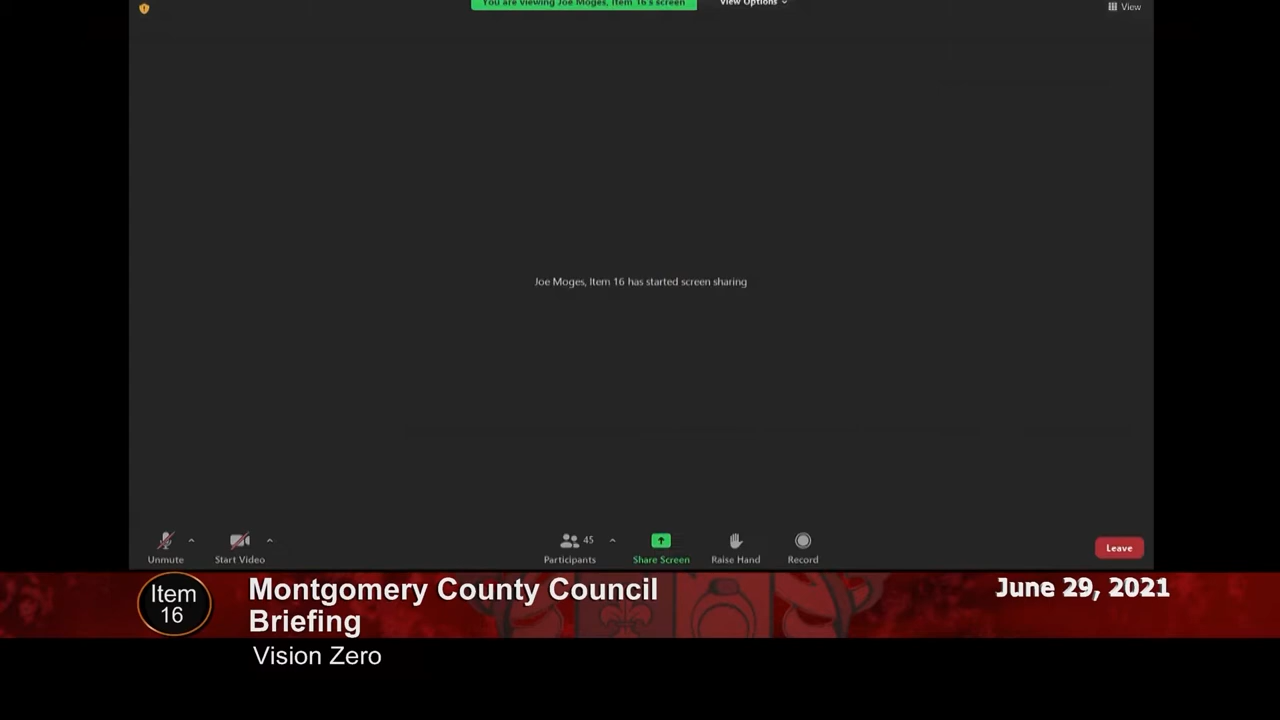 You are viewing Joe Moges, Item 16's screen
View Options
View
Joe Moges, Item 16 has started screen sharing
Unmute
Start Video
45
Participants
Share Screen
Raise Hand
Record
Leave
Item
16
Montgomery County Council
Briefing
June 29, 2021
Vision Zero